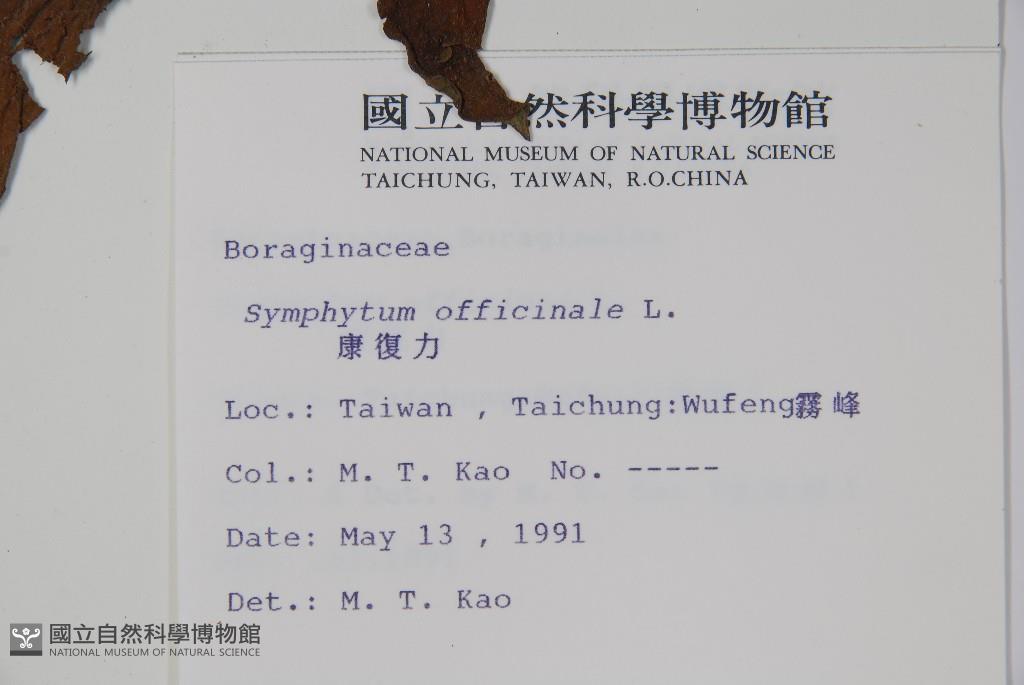 國立自然科學博物館
NATIONAL MUSEUM OF NATURAL SCIENCE
TAICHUNG, TAIWAN, R.O.CHINA
Boraginaceae
Symphytum officinale L.
康復力
Loc.: Taiwan , Taichung:Wufeng霧峰
Col.: M. T. Kao No. -----
Date: May 13 , 1991
Det.: M. T. Kao
國立自然科學博物館
NATIONAL MUSEUM OF NATURAL SCIENCE